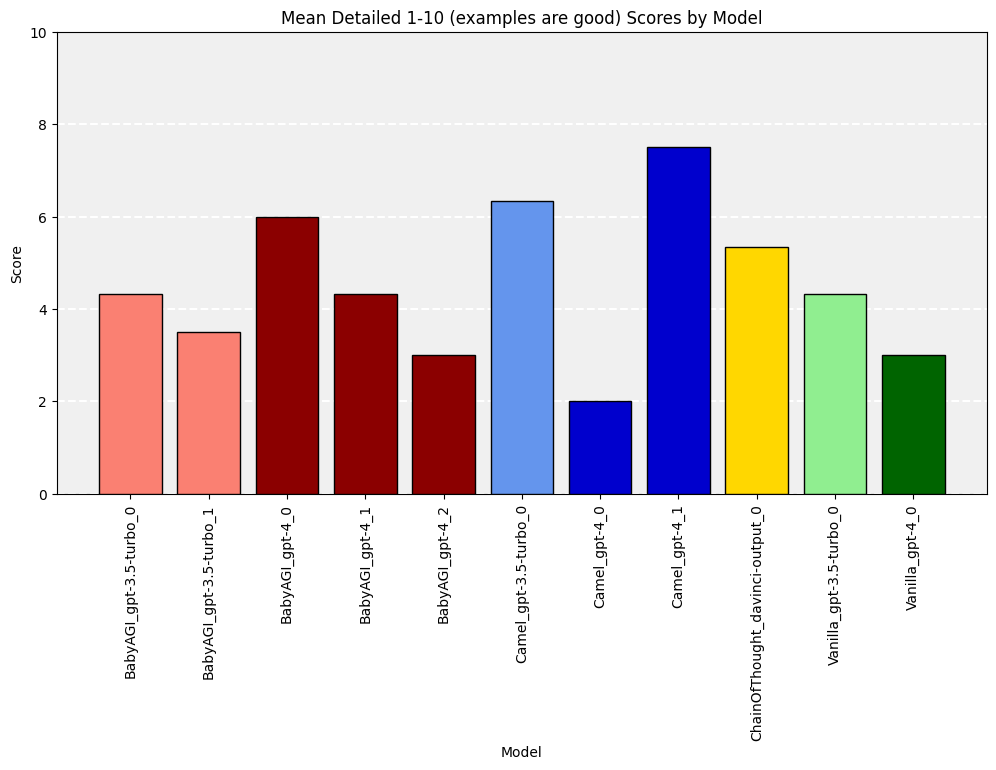 Mean Detailed 1-10 (examples are good) Scores by Model
10
8
6
4
2
0
Score
BabyAGI_gpt-3.5-turbo_0
BabyAGI_gpt-3.5-turbo_1
BabyAGI_gpt-4_0
BabyAGI_gpt-4_1
BabyAGI_gpt-4_2
Camel_gpt-3.5-turbo_0
Camel_gpt-4_0
Camel_gpt-4_1
ChainOfThought_davinci-output_0
Vanilla_gpt-3.5-turbo_0
Vanilla_gpt-4_0
Model